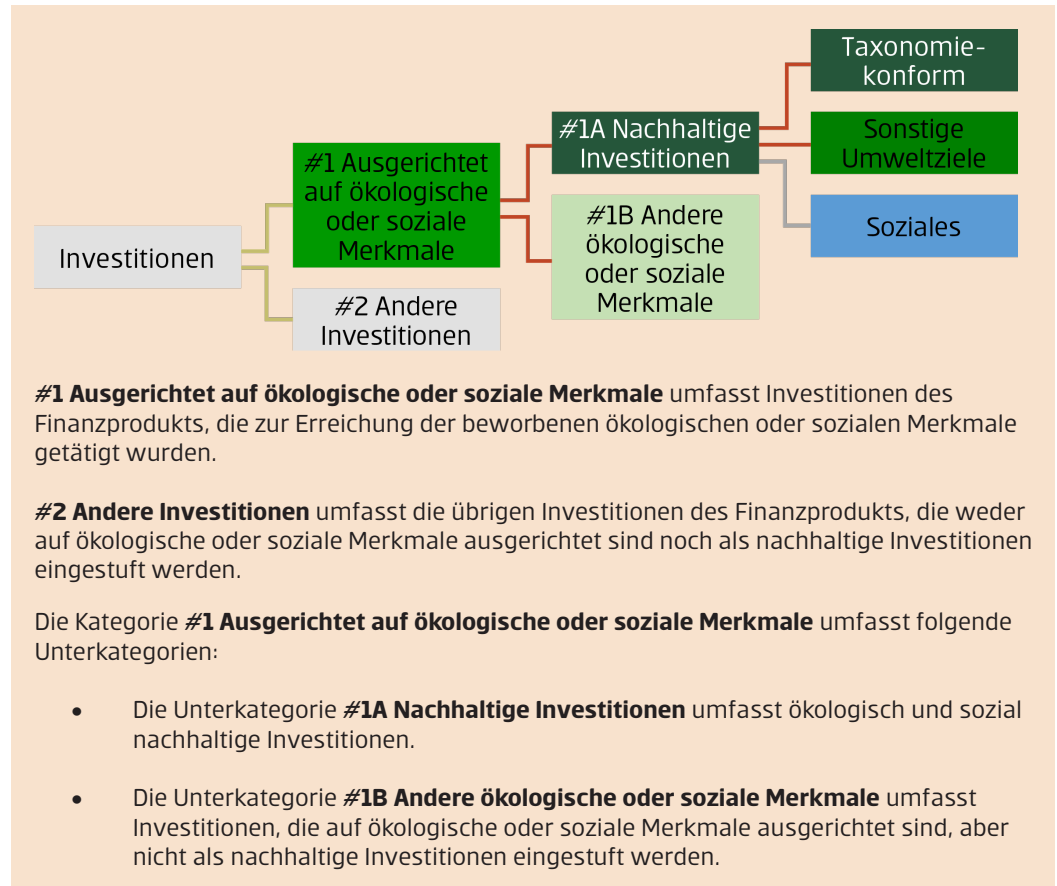 Taxonomie-
konform
#1A Nachhaltige
Investitionen
Sonstige
Umweltziele
#1 Ausgerichtet
auf ökologische
oder soziale
Merkmale
#1B Andere
ökologische
oder soziale
Merkmale
Soziales
Investitionen
#2 Andere
Investitionen
#1 Ausgerichtet auf ökologische oder soziale Merkmale umfasst Investitionen des
Finanzprodukts, die zur Erreichung der beworbenen ökologischen oder sozialen Merkmale
getätigt wurden.
#2 Andere Investitionen umfasst die übrigen Investitionen des Finanzprodukts, die weder
auf ökologische oder soziale Merkmale ausgerichtet sind noch als nachhaltige Investitionen
eingestuft werden.
Die Kategorie #1 Ausgerichtet auf ökologische oder soziale Merkmale umfasst folgende
Unterkategorien:
• Die Unterkategorie #1A Nachhaltige Investitionen umfasst ökologisch und sozial
nachhaltige Investitionen.
• Die Unterkategorie #1B Andere ökologische oder soziale Merkmale umfasst
Investitionen, die auf ökologische oder soziale Merkmale ausgerichtet sind, aber
nicht als nachhaltige Investitionen eingestuft werden.